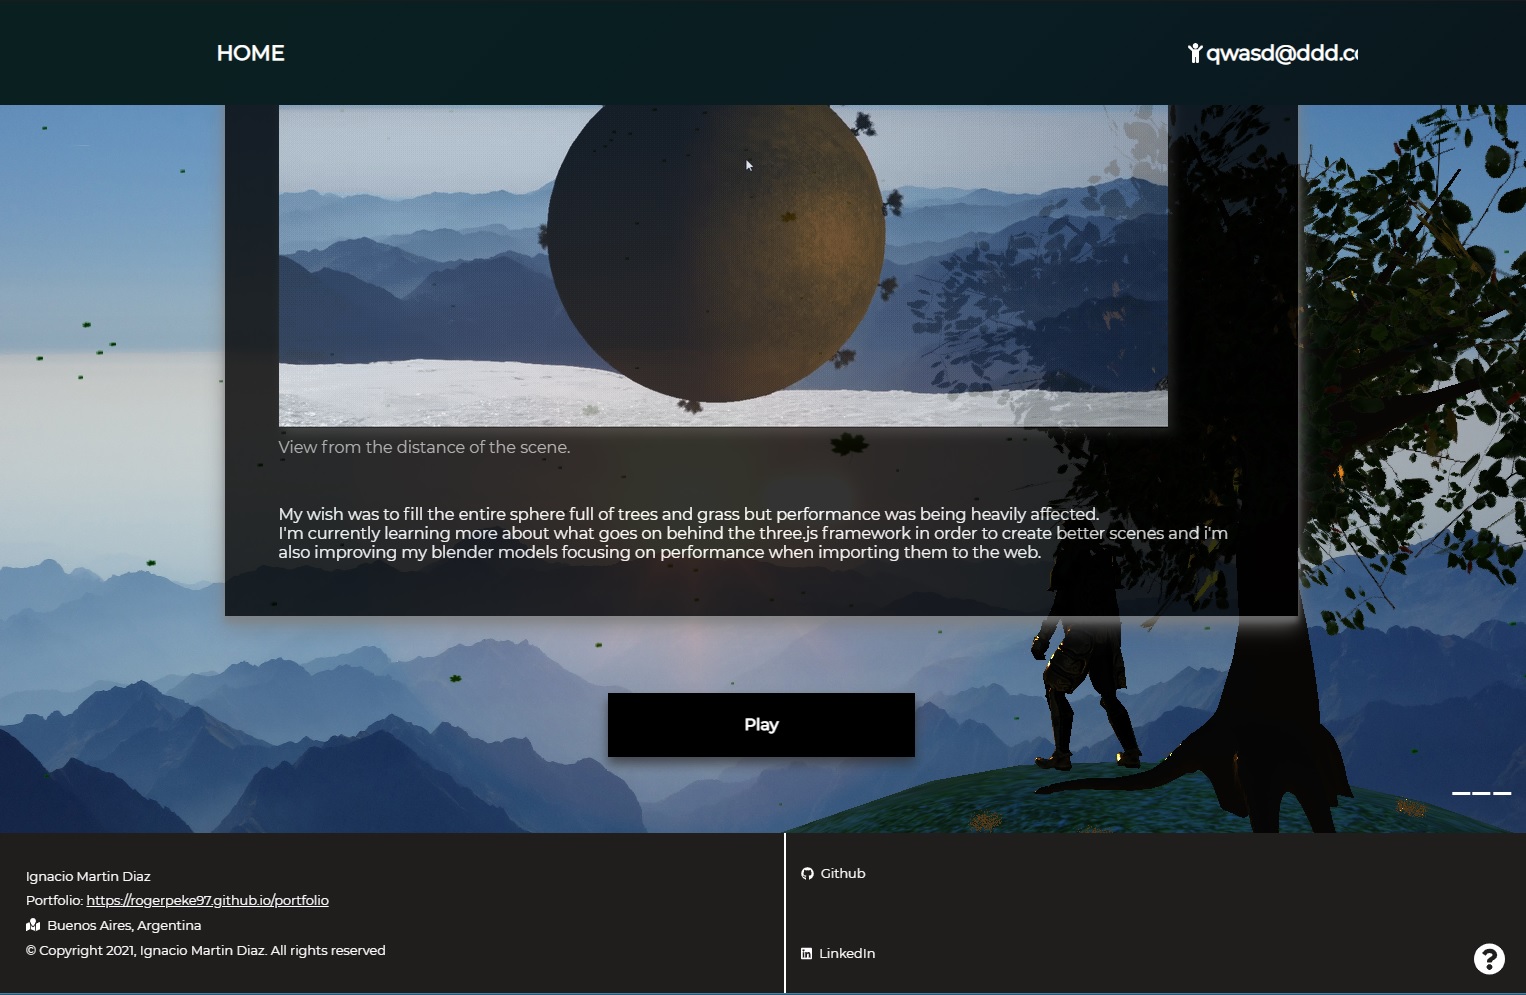 HOME
qwasd@ddd.c
View from the distance of the scene.
My wish was to fill the entire sphere full of trees and grass but performance was being heavily affected.
I'm currently learning more about what goes on behind the three.js framework in order to create better scenes and i'm
also improving my blender models focusing on performance when importing them to the web.
Play
Ignacio Martin Diaz
Portfolio: https://rogerpeke97.github.io/portfolio
Buenos Aires, Argentina
© Copyright 2021, Ignacio Martin Diaz. All rights reserved
Github
LinkedIn